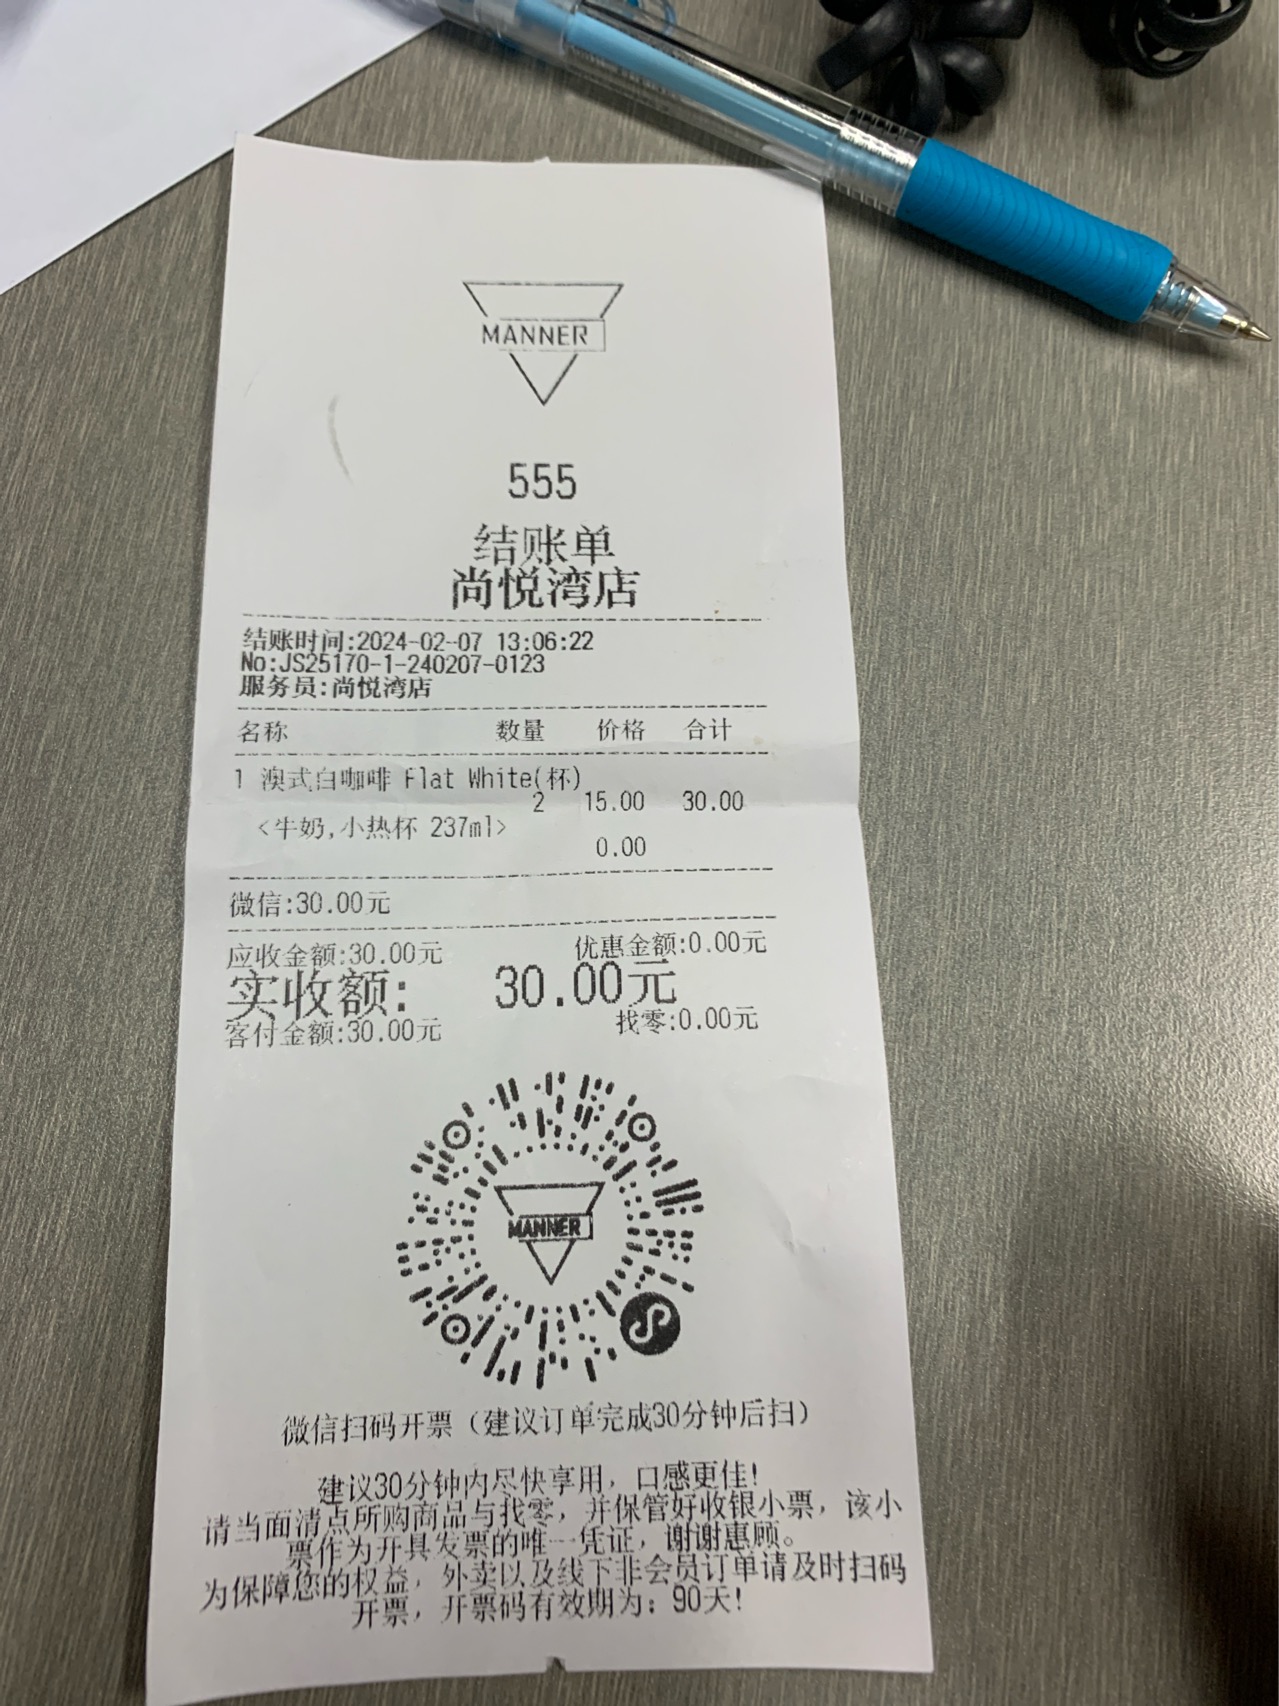 MANNER
555
结账单
尚悦湾店
结账时间:2024-02-07 13:06:22
No:JS25170-1-240207-0123
服务员:尚悦湾店
名称 数量 价格 合计
1 澳式白咖啡 Flat White(杯)
2 15.00 30.00
<牛奶,小热杯 237ml>
0.00
微信:30.00元
应收金额:30.00元 优惠金额:0.00元
实收额: 30.00元
客付金额:30.00元 找零:0.00元
MANNER
微信扫码开票（建议订单完成30分钟后扫）
建议30分钟内尽快享用，口感更佳!
请当面清点所购商品与找零，并保管好收银小票，该小
票作为开具发票的唯一凭证，谢谢惠顾。
为保障您的权益，外卖以及线下非会员订单请及时扫码
开票，开票码有效期为：90天!